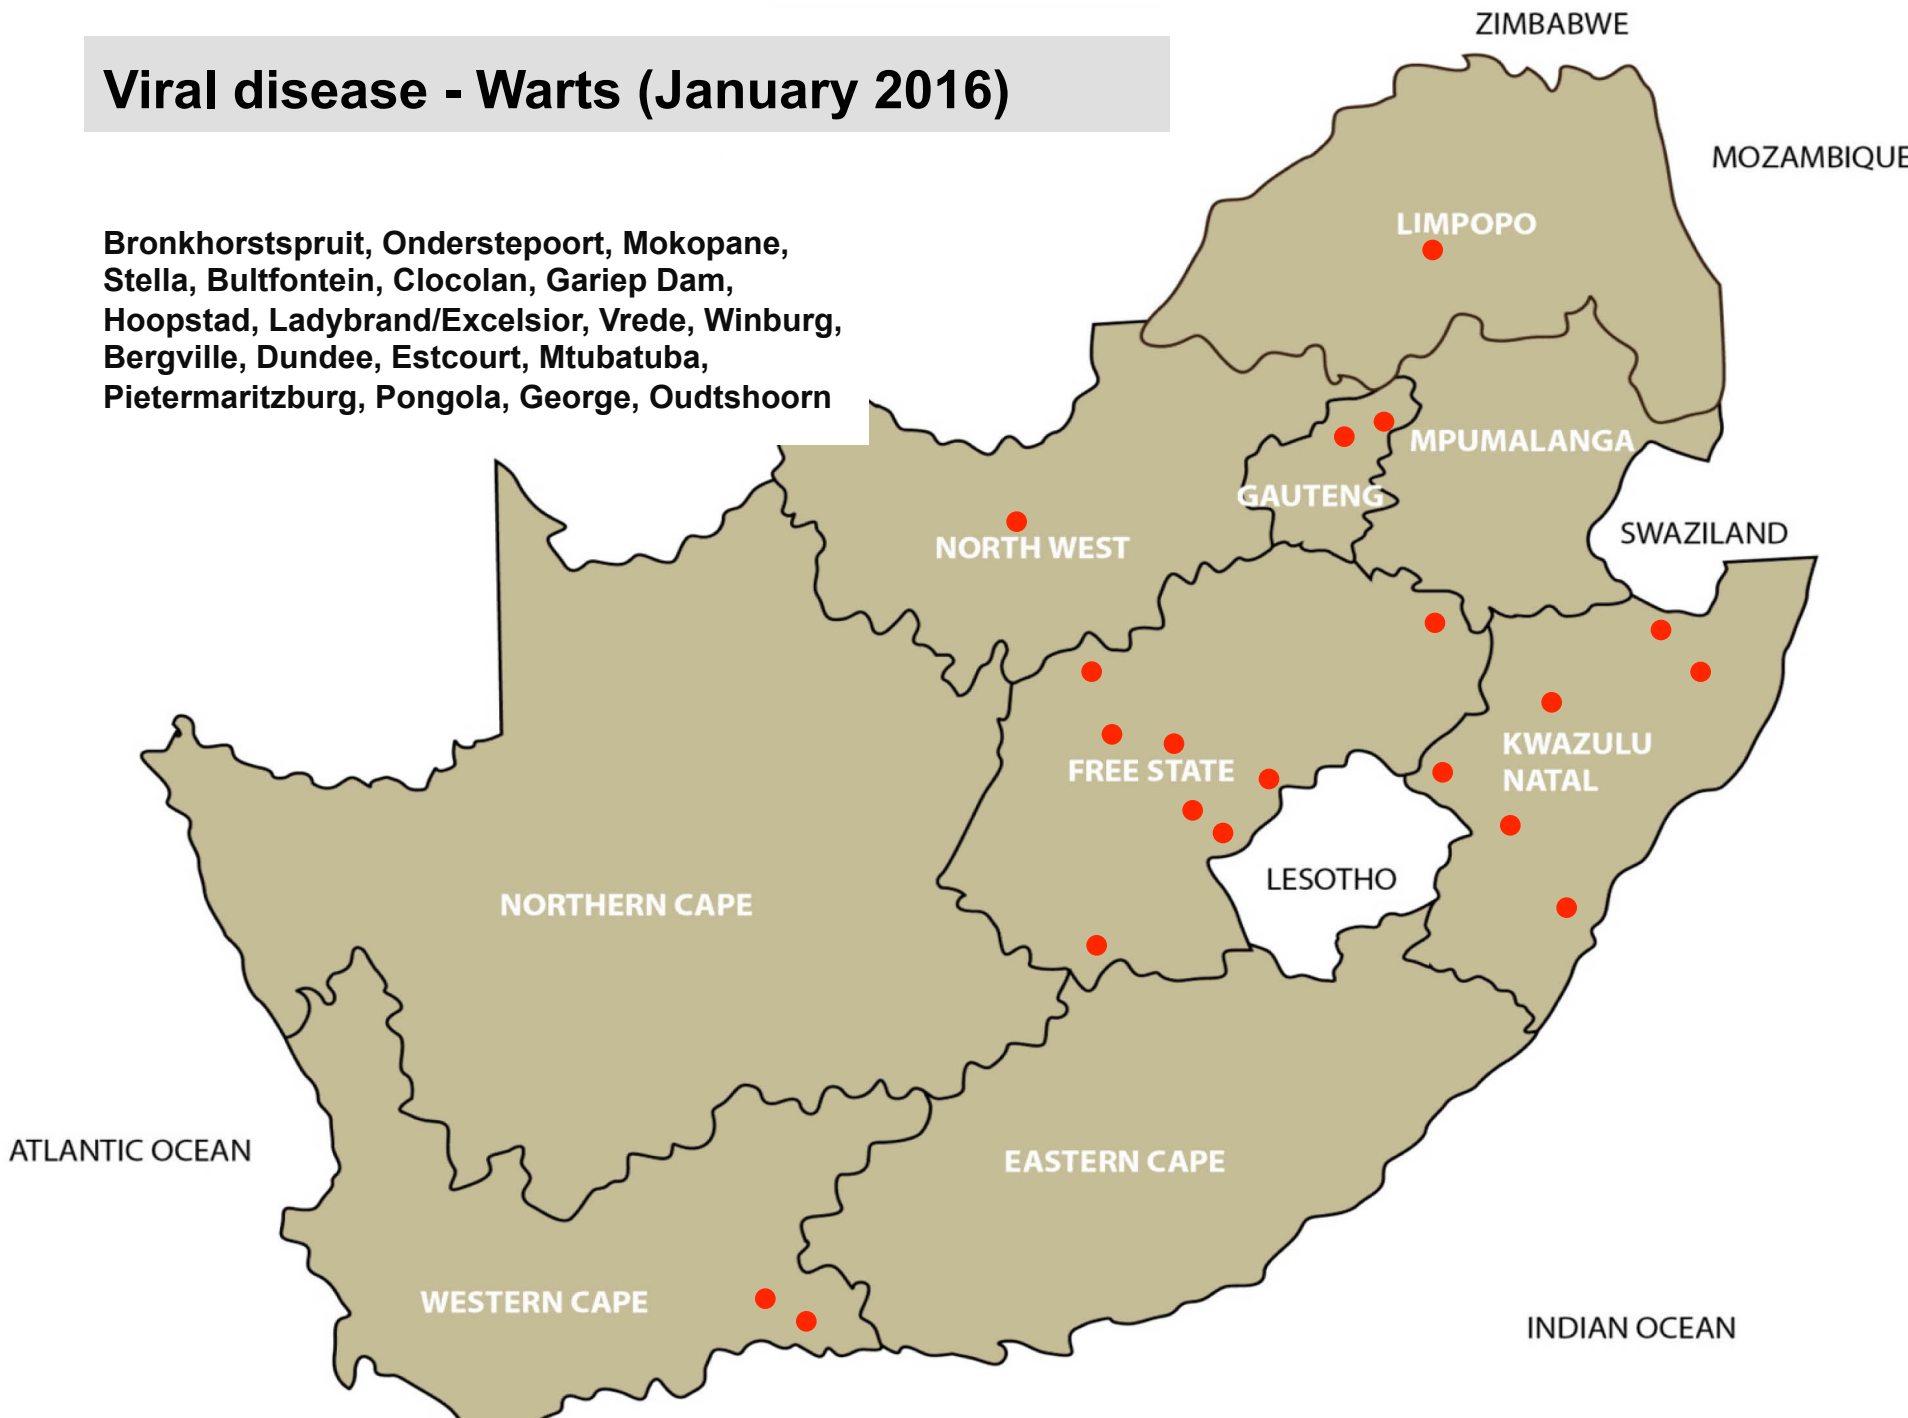 Viral disease - Warts (January 2016)
Bronkhorstspruit, Onderstepoort, Mokopane,
Stella, Bultfontein, Clocolan, Gariep Dam,
Hoopstad, Ladybrand/Excelsior, Vrede, Winburg,
Bergville, Dundee, Estcourt, Mtubatuba,
Pietermaritzburg, Pongola, George, Oudtshoorn
ZIMBABWE
MOZAMBIQUE
LIMPOPO
MPUMALANGA
GAUTENG
SWAZILAND
NORTH WEST
KWAZULU
NATAL
FREE STATE
LESOTHO
NORTHERN CAPE
ATLANTIC OCEAN
EASTERN CAPE
WESTERN CAPE
INDIAN OCEAN